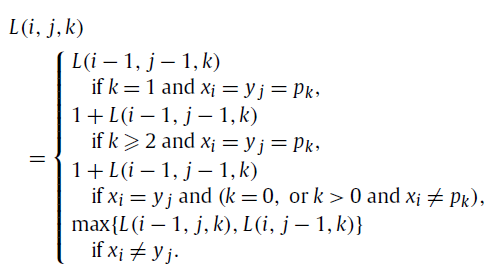 L(i, j, k)
L(i − 1, j − 1, k)
if k = 1 and xᵢ = yⱼ = pₖ,
1 + L(i − 1, j − 1, k)
if k ⩾ 2 and xᵢ = yⱼ = pₖ,
= { 1 + L(i − 1, j − 1, k)
if xᵢ = yⱼ and (k = 0, or k > 0 and xᵢ ≠ pₖ),
max{L(i − 1, j, k), L(i, j − 1, k)}
if xᵢ ≠ yⱼ.